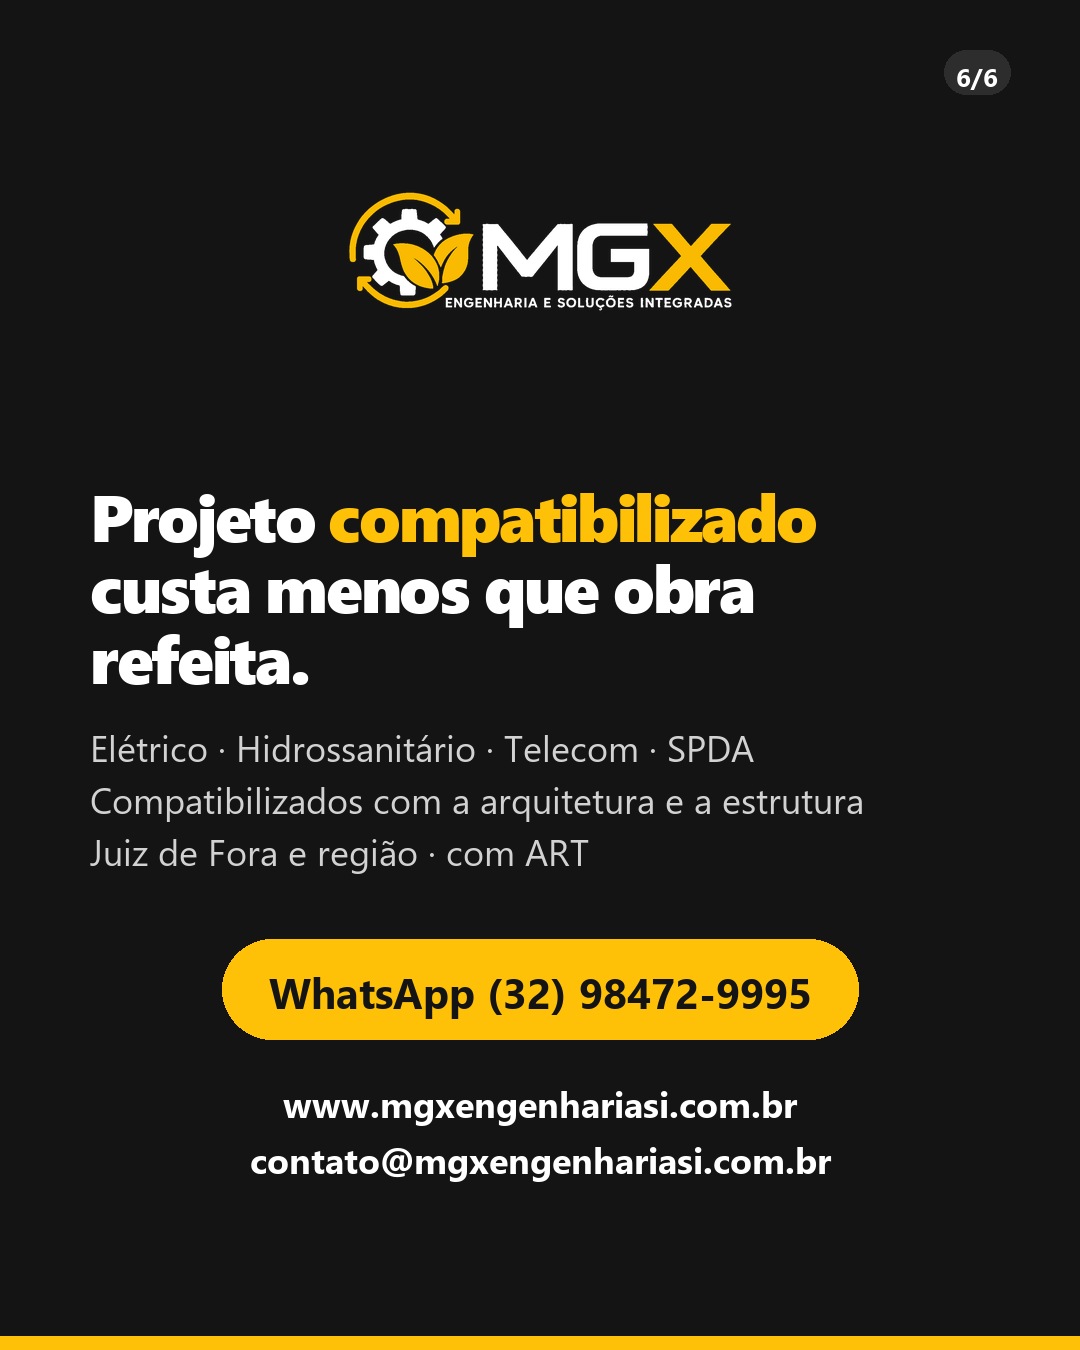 6/6
MGX
ENGENHARIA E SOLUÇÕES INTEGRADAS
Projeto compatibilizado
custa menos que obra
refeita.
Elétrico · Hidrossanitário · Telecom · SPDA
Compatibilizados com a arquitetura e a estrutura
Juiz de Fora e região · com ART
WhatsApp (32) 98472-9995
www.mgxengenhariasi.com.br
contato@mgxengenhariasi.com.br